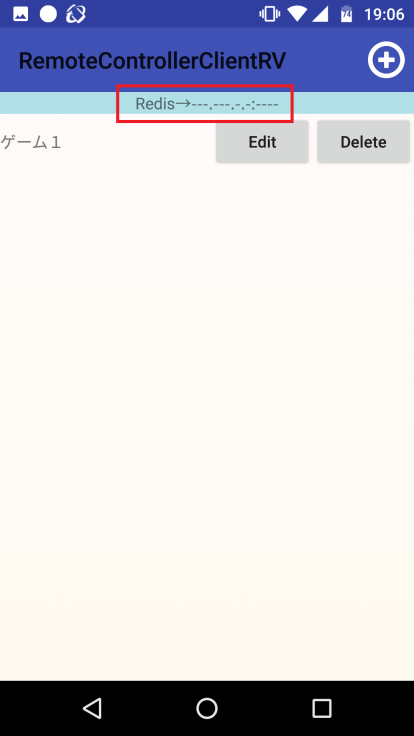 19:06
RemoteControllerClientRV
Redis→---.---.-.-:----
ゲーム１
Edit
Delete